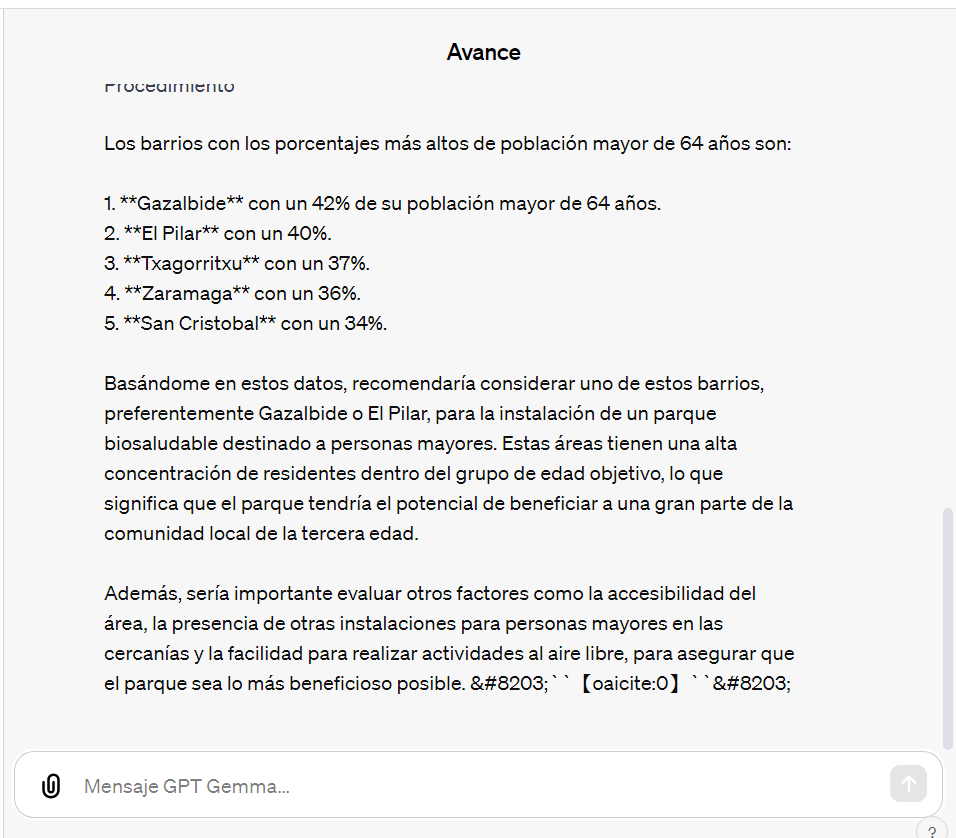 Avance
Procedimiento
Los barrios con los porcentajes más altos de población mayor de 64 años son:
1. **Gazalbide** con un 42% de su población mayor de 64 años.
2. **El Pilar** con un 40%.
3. **Txagorritxu** con un 37%.
4. **Zaramaga** con un 36%.
5. **San Cristobal** con un 34%.
Basándome en estos datos, recomendaría considerar uno de estos barrios,
preferentemente Gazalbide o El Pilar, para la instalación de un parque
biosaludable destinado a personas mayores. Estas áreas tienen una alta
concentración de residentes dentro del grupo de edad objetivo, lo que
significa que el parque tendría el potencial de beneficiar a una gran parte de la
comunidad local de la tercera edad.
Además, sería importante evaluar otros factores como la accesibilidad del
área, la presencia de otras instalaciones para personas mayores en las
cercanías y la facilidad para realizar actividades al aire libre, para asegurar que
el parque sea lo más beneficioso posible. &#8203;``【oaicite:0】``&#8203;
Mensaje GPT Gemma...
?